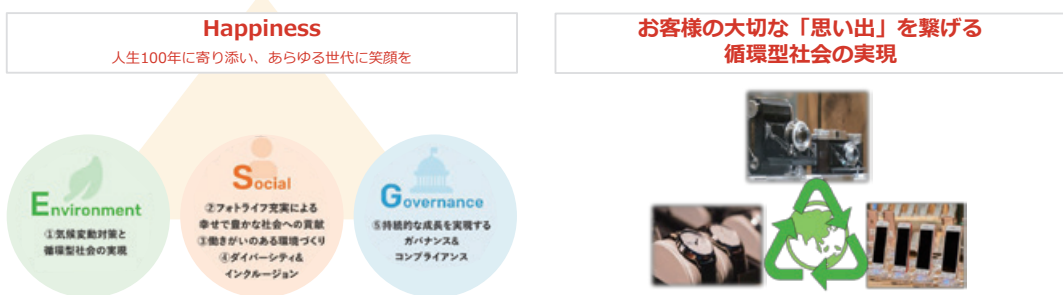 Happiness
人生100年に寄り添い、あらゆる世代に笑顔を
Environment
①気候変動対策と
循環型社会の実現
Social
②フォトライフ充実による
幸せで豊かな社会への貢献
③働きがいのある環境づくり
④ダイバーシティ&
インクルージョン
Governance
⑤持続的な成長を実現する
ガバナンス&
コンプライアンス
お客様の大切な「思い出」を繋げる
循環型社会の実現